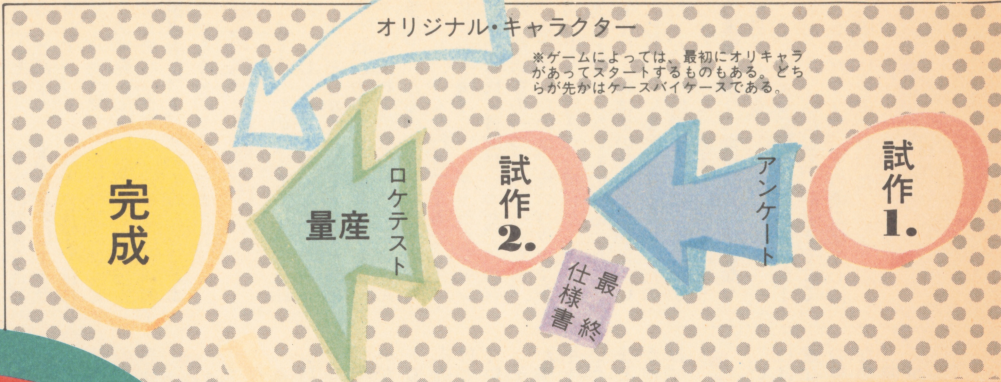 オリジナル・キャラクター
※ゲームによっては、最初にオリキャラ
があってスタートするものもある。どち
らが先かはケースバイケースである。
試作1.
アンケート
試作2.
最終
仕様書
ロケテスト
量産
完成